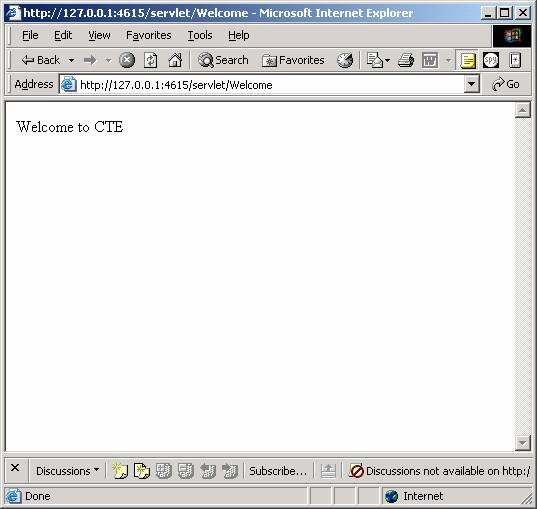 http://127.0.0.1:4615/servlet/Welcome - Microsoft Internet Explorer
File Edit View Favorites Tools Help
Back Search Favorites
Address http://127.0.0.1:4615/servlet/Welcome Go
Welcome to CTE
Discussions Subscribe... Discussions not available on http:/
Done Internet